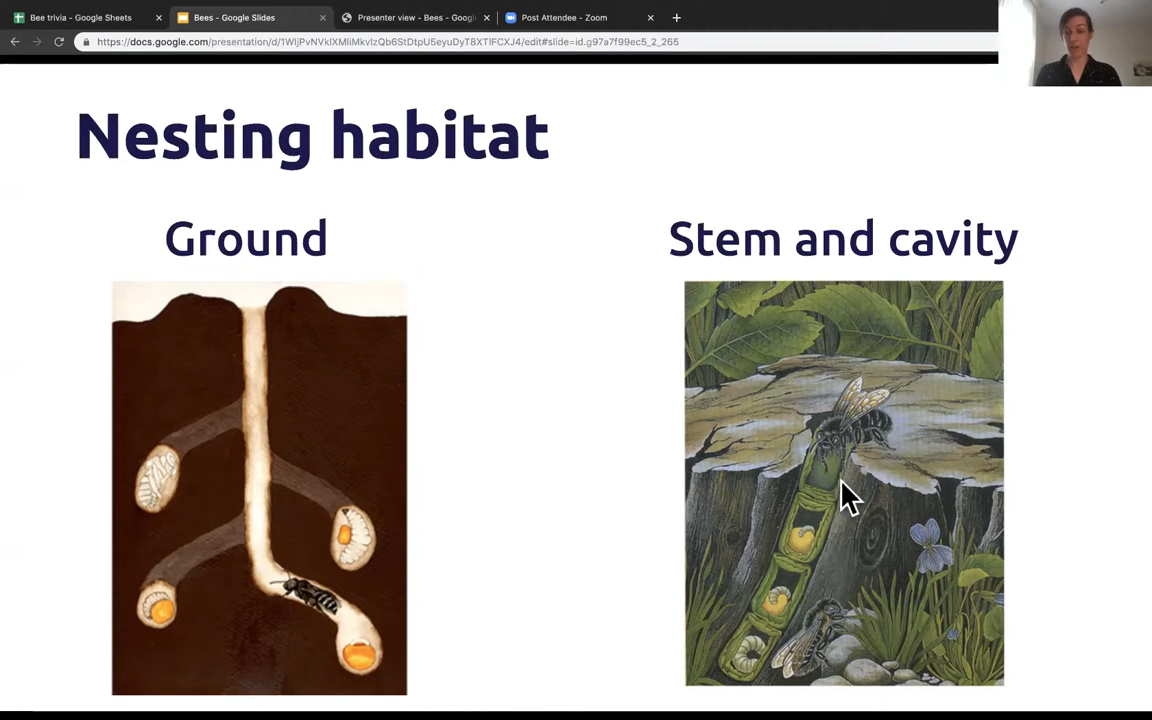 Bee trivia - Google Sheets
Bees - Google Slides
Presenter view - Bees - Goog
Post Attendee - Zoom
https://docs.google.com/presentation/d/1WljPvNVklXMliMkvIzQb6StDtpU5eyuDyT8XTlFCXJ4/edit#slide=id.g97a7f99ec5_2_265
Nesting habitat
Ground
Stem and cavity